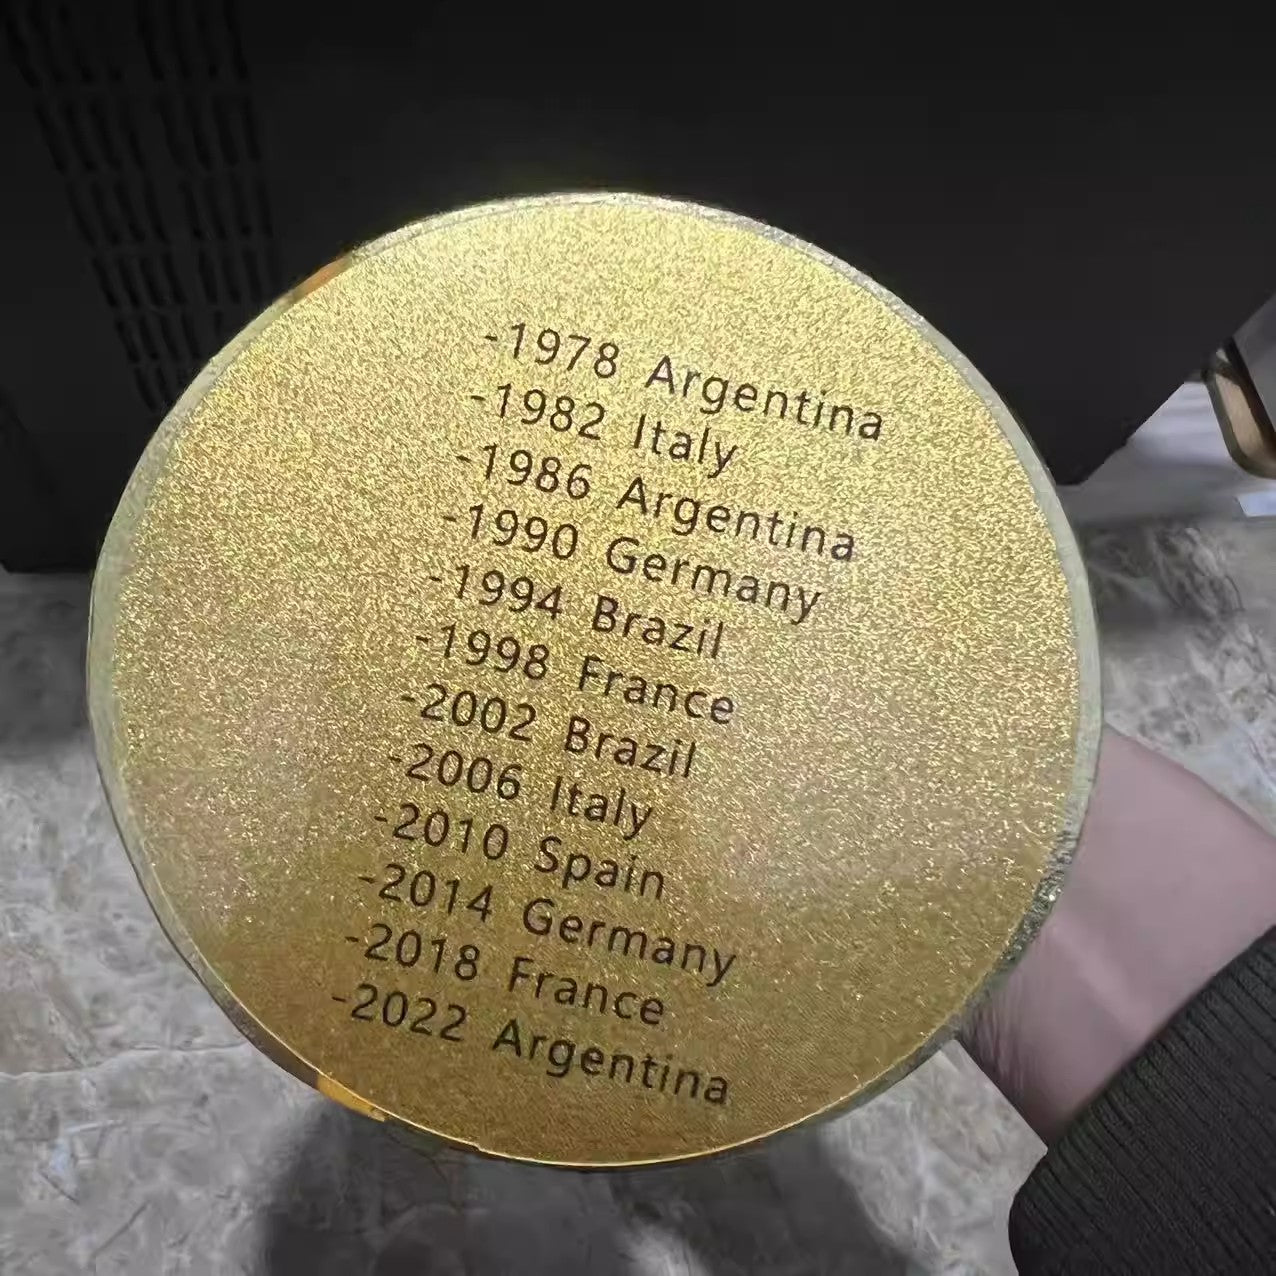 -1978 Argentina
-1982 Italy
-1986 Argentina
-1990 Germany
-1994 Brazil
-1998 France
-2002 Brazil
-2006 Italy
-2010 Spain
-2014 Germany
-2018 France
-2022 Argentina